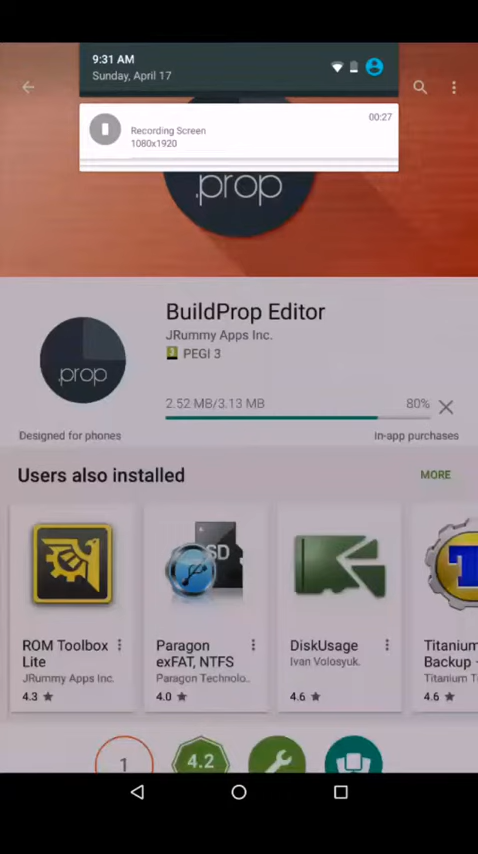 9:31 AM
Sunday, April 17
00:27
Recording Screen
1080x1920
.prop
BuildProp Editor
JRummy Apps Inc.
3 PEGI 3
.prop
2.52 MB/3.13 MB 80%
Designed for phones In-app purchases
Users also installed MORE
SD
ROM Toolbox Lite
JRummy Apps Inc.
4.3 ★
Paragon exFAT, NTFS
Paragon Technolo..
4.0 ★
DiskUsage
Ivan Volosyuk.
4.6 ★
T
Titanium
Backup
Titanium T
4.6 ★
1 4.2